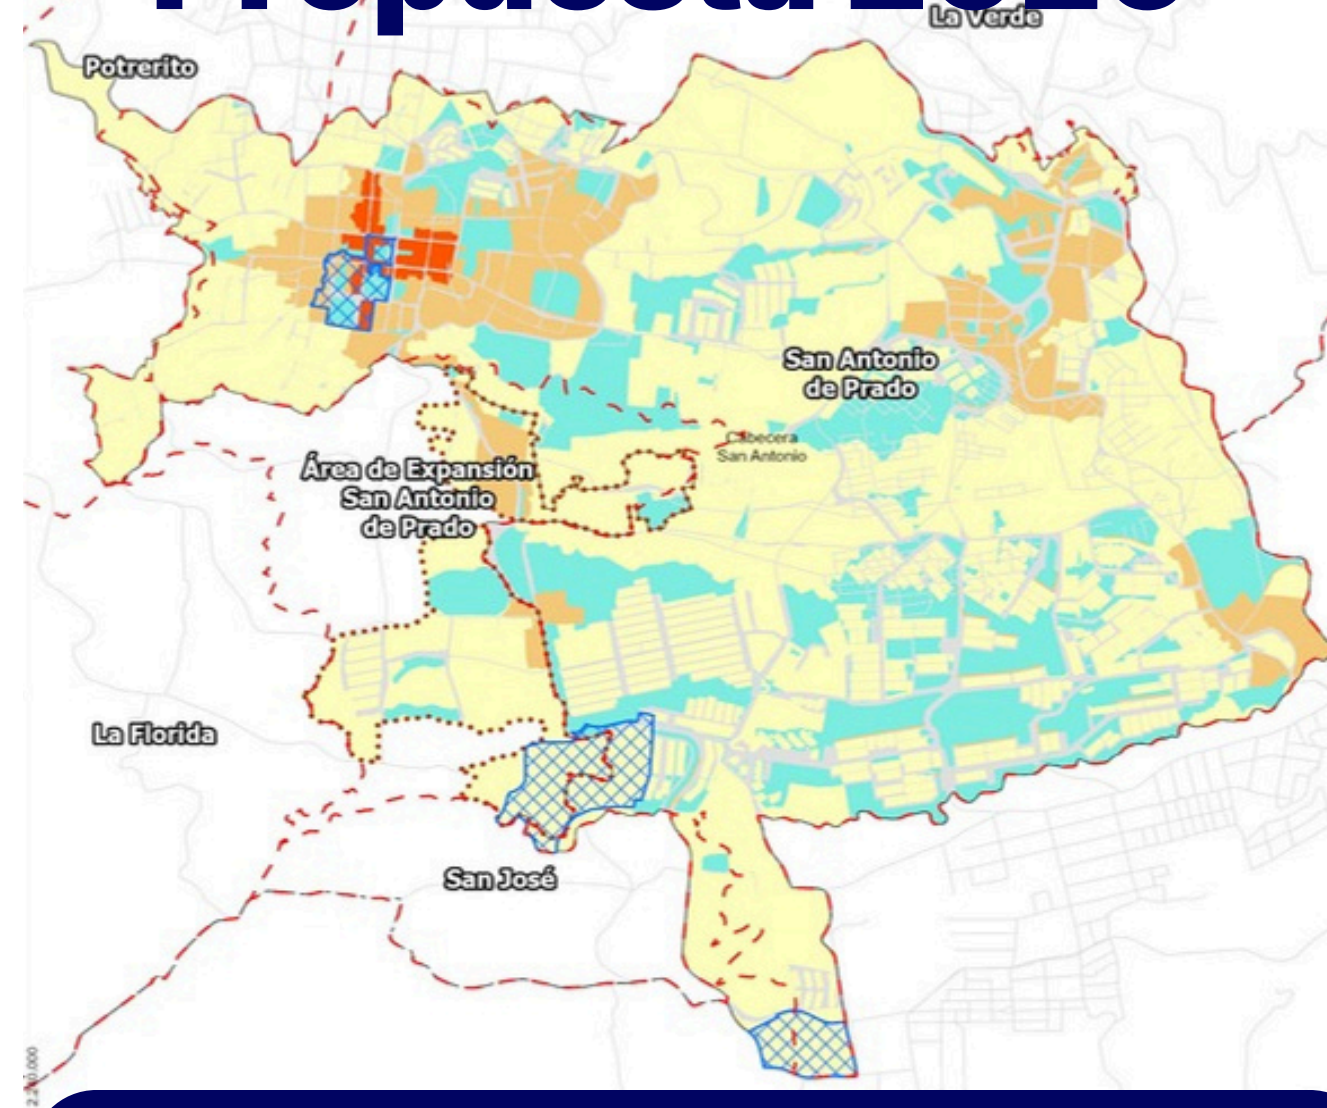 La Verde
Potrerito
San Antonio
de Prado
Cabecera
San Antonio
Área de Expansión
San Antonio
de Prado
La Florida
San José